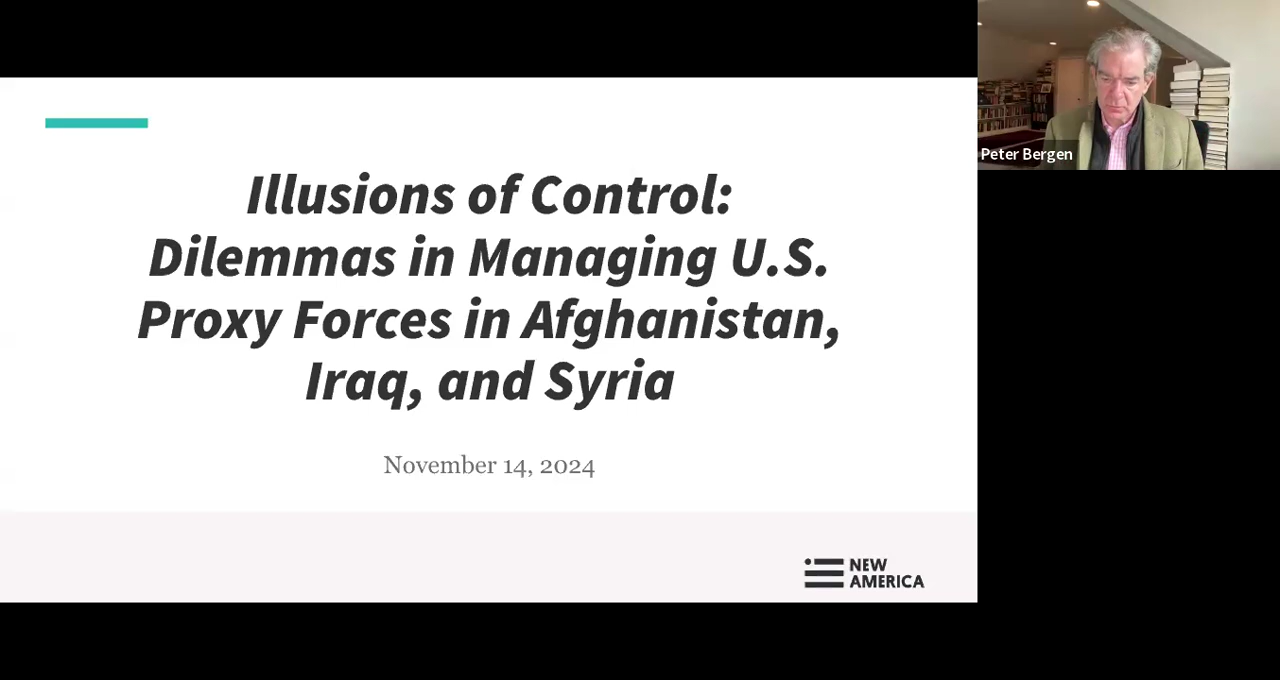 Illusions of Control:
Dilemmas in Managing U.S.
Proxy Forces in Afghanistan,
Iraq, and Syria
November 14, 2024
NEW
AMERICA
Peter Bergen